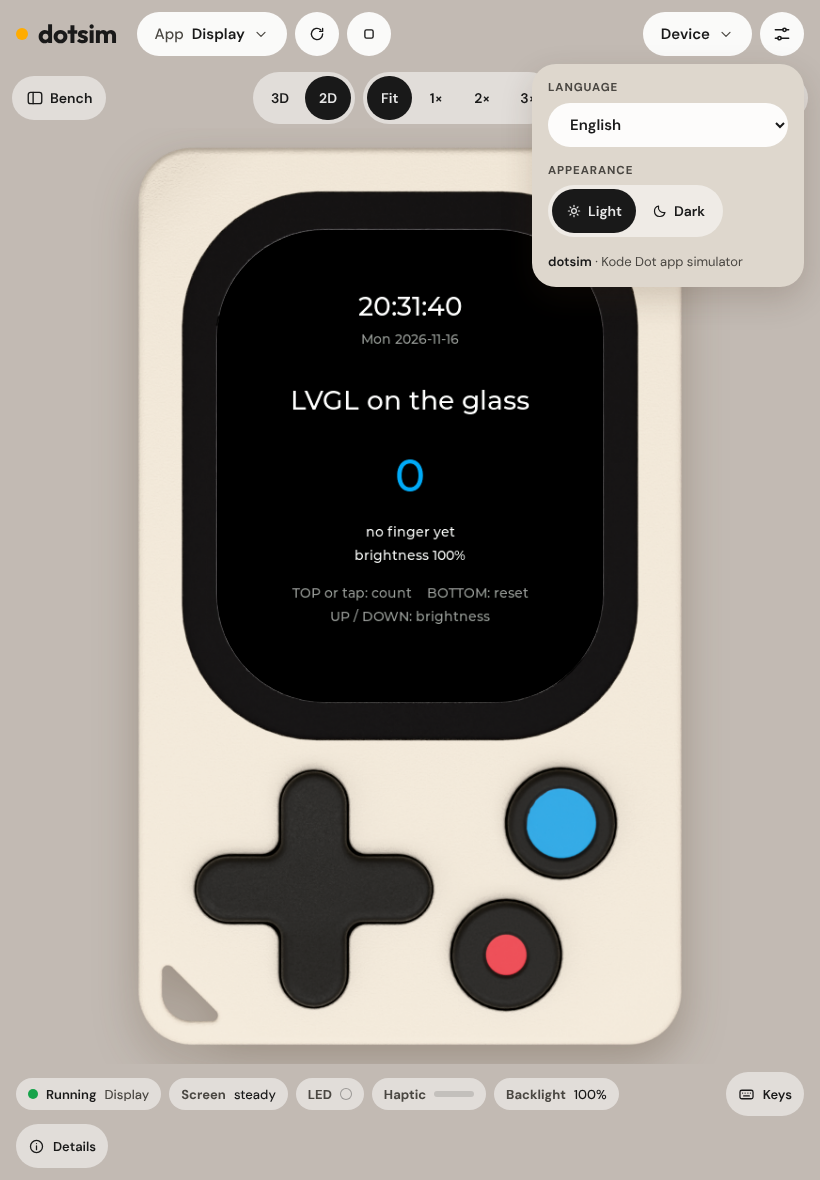 dotsim
App Display
Device
Bench
3D 2D
Fit 1× 2× 3×
LANGUAGE
English
APPEARANCE
Light Dark
dotsim · Kode Dot app simulator
20:31:40
Mon 2026-11-16
LVGL on the glass
0
no finger yet
brightness 100%
TOP or tap: count BOTTOM: reset
UP / DOWN: brightness
Running Display
Screen steady
LED
Haptic
Backlight 100%
Keys
Details